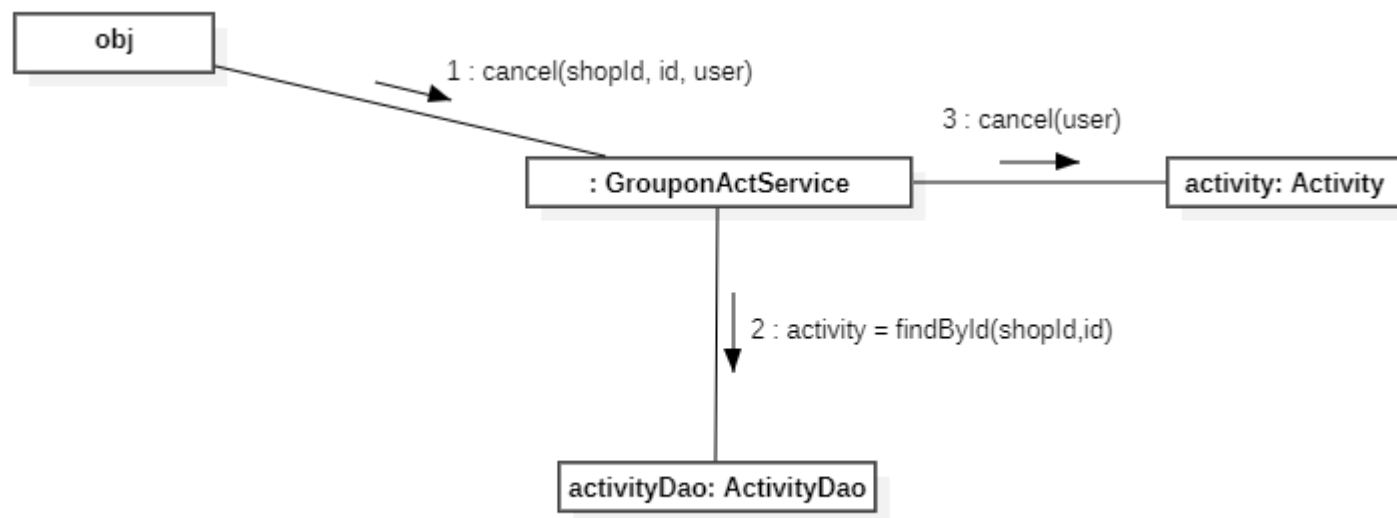 obj
1 : cancel(shopId, id, user)
3 : cancel(user)
: GrouponActService
activity: Activity
2 : activity = findById(shopId,id)
activityDao: ActivityDao